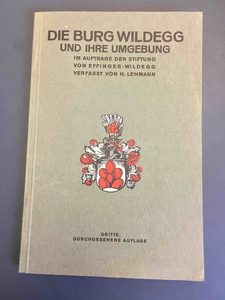 DIE BURG WILDEGG
UND IHRE UMGEBUNG
IM AUFTRAGE DER STIFTUNG
VON EFFINGER-WILDEGG
VERFASST VON H. LEHMANN
DRITTE,
DURCHGESEHENE AUFLAGE